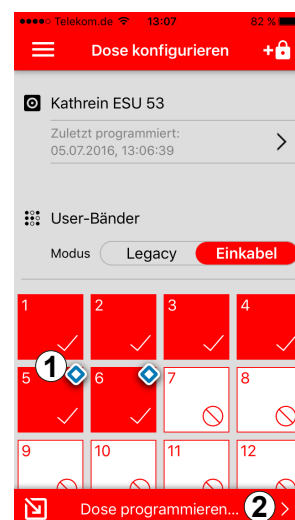 Telekom.de 13:07 82 %
Dose konfigurieren
Kathrein ESU 53
Zuletzt programmiert:
05.07.2016, 13:06:39
User-Bänder
Modus Legacy Einkabel
1 2 3 4
1
5 6 7 8
9 10 11 12
Dose programmieren... 2